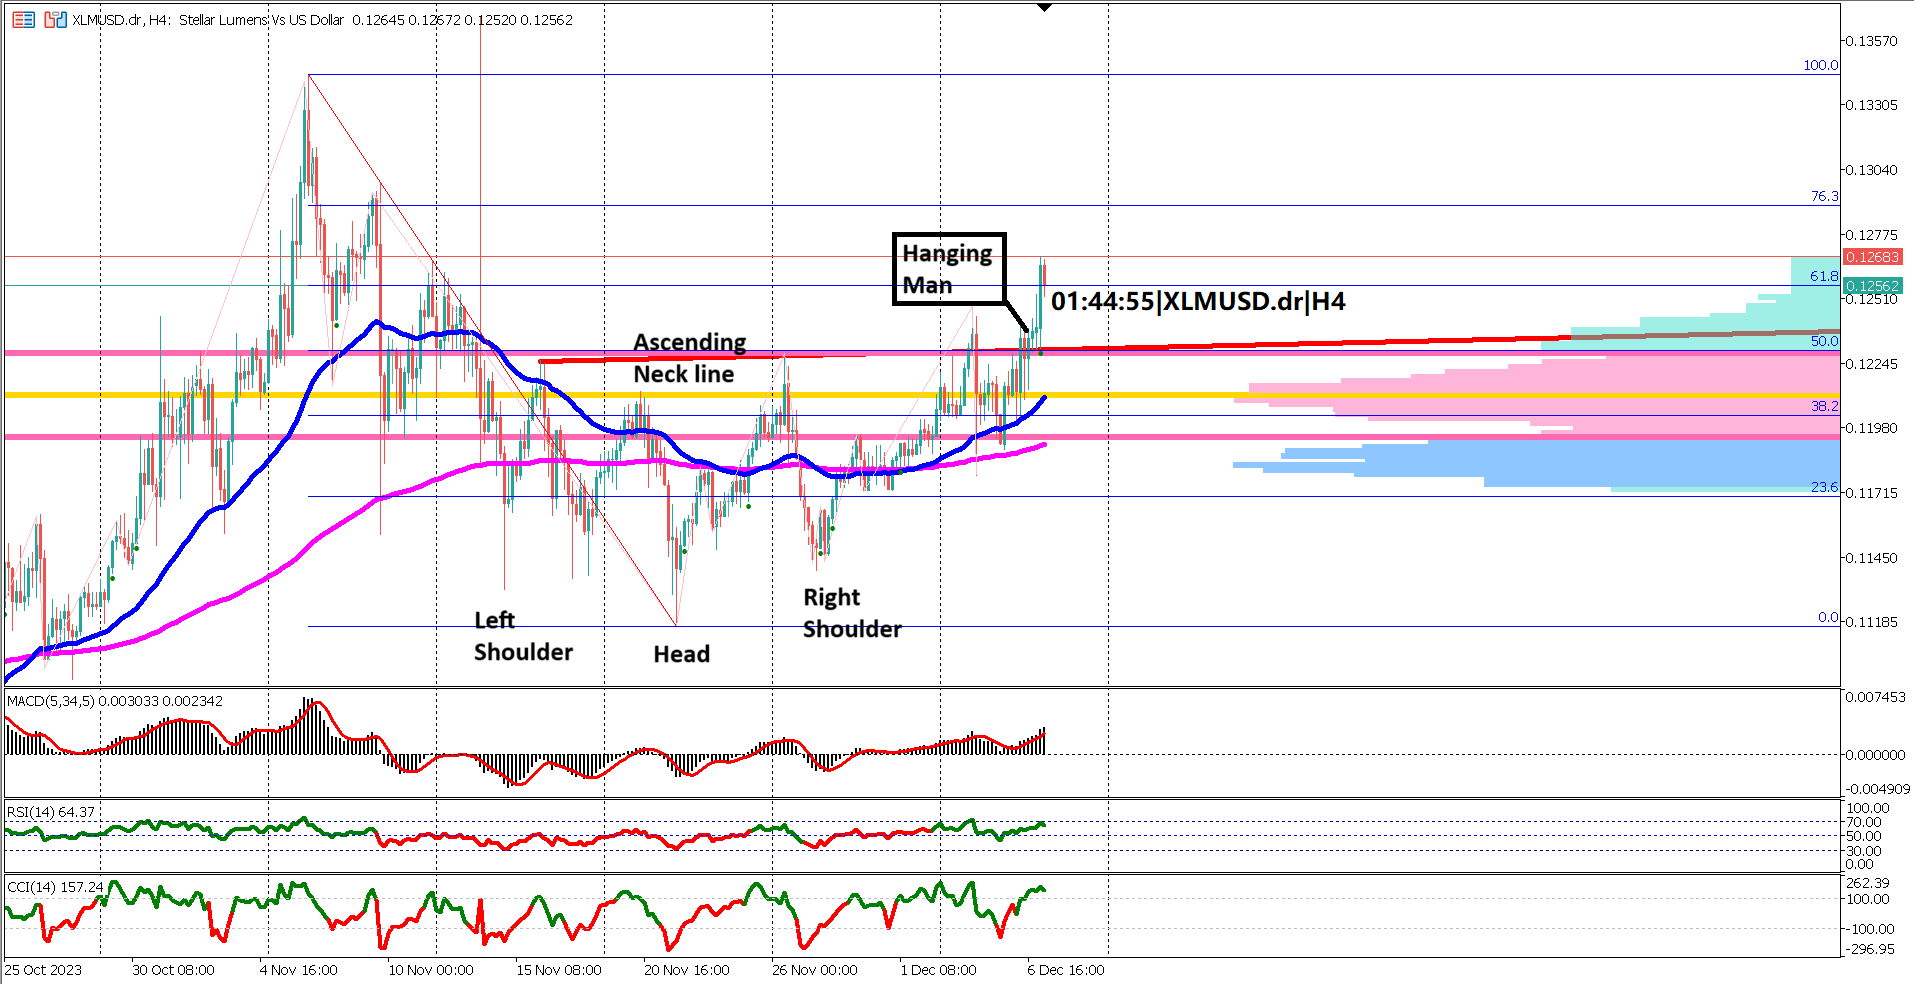 XLMUSD.dr, H4: Stellar Lumens Vs US Dollar 0.12645 0.12672 0.12520 0.12562
0.13570
100.0
0.13305
0.13040
76.3
0.12775
Hanging
Man
0.12683
61.8
0.12562
01:44:55|XLMUSD.dr|H4
0.12510
Ascending
Neck line
50.0
0.12245
38.2
0.11980
23.6
0.11715
0.11450
Left
Shoulder
Head
Right
Shoulder
0.0
0.11185
MACD(5,34,5) 0.003033 0.002342
0.007453
0.000000
-0.004909
RSI(14) 64.37
100.00
70.00
50.00
30.00
0.00
CCI(14) 157.24
262.39
100.00
-100.00
-296.95
25 Oct 2023
30 Oct 08:00
4 Nov 16:00
10 Nov 00:00
15 Nov 08:00
20 Nov 16:00
26 Nov 00:00
1 Dec 08:00
6 Dec 16:00